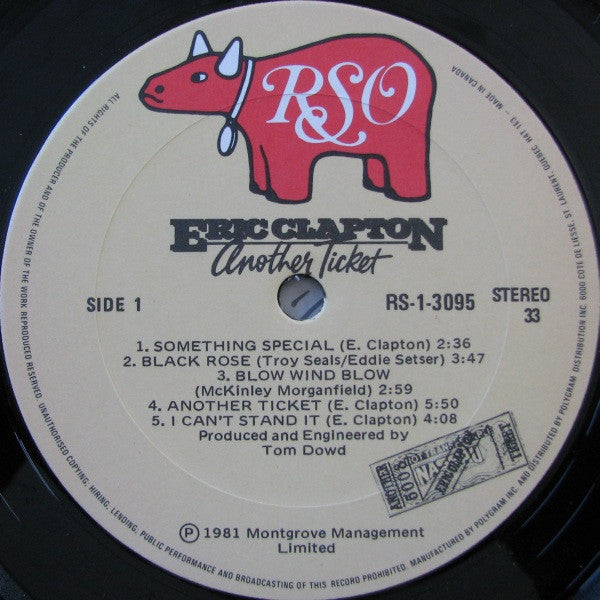 RSO
ERIC CLAPTON
Another Ticket
SIDE 1
RS-1-3095
STEREO
33
1. SOMETHING SPECIAL (E. Clapton) 2:36
2. BLACK ROSE (Troy Seals/Eddie Setser) 3:47
3. BLOW WIND BLOW
(McKinley Morganfield) 2:59
4. ANOTHER TICKET (E. Clapton) 5:50
5. I CAN'T STAND IT (E. Clapton) 4:08
Produced and Engineered by
Tom Dowd
ANOTHER
ERIC CLAPTON
TICKET
Ⓟ 1981 Montgrove Management
Limited
ALL RIGHTS OF THE PRODUCER AND OF THE OWNER OF THE WORK REPRODUCED RESERVED. UNAUTHORISED COPYING, HIRING, LENDING, PUBLIC PERFORMANCE AND BROADCASTING OF THIS RECORD PROHIBITED. MANUFACTURED BY POLYGRAM INC. AND DISTRIBUTED BY POLYGRAM DISTRIBUTION INC. 6000 COTE DE LIESSE, ST. LAURENT, QUEBEC H4T 1E3 – MADE IN CANADA